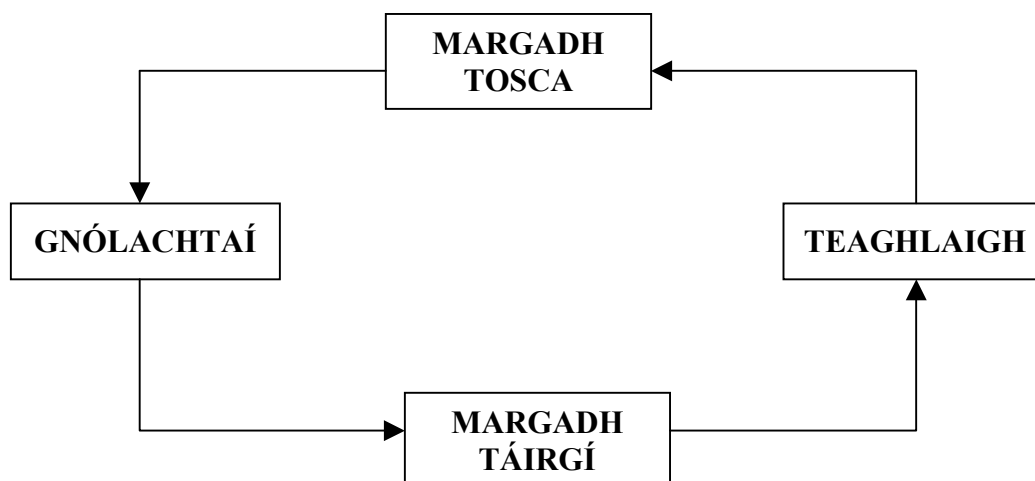 MARGADH
TOSCA
GNÓLACHTAÍ
TEAGHLAIGH
MARGADH
TÁIRGÍ